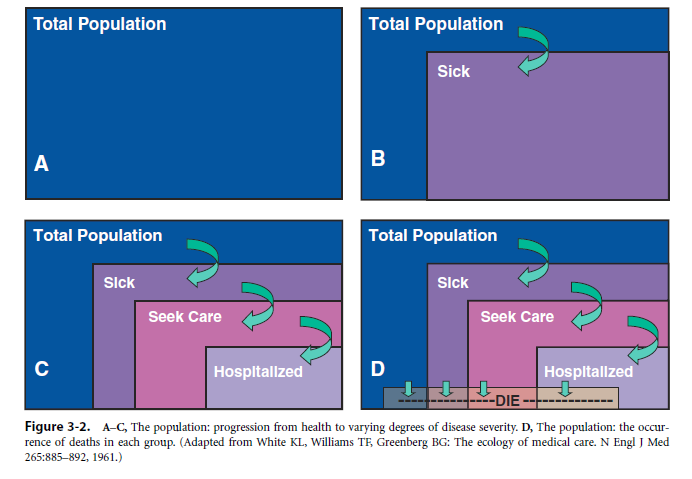 Total Population
A
Total Population
Sick
B
Total Population
Sick
Seek Care
Hospitalized
C
Total Population
Sick
Seek Care
Hospitalized
D
DIE
Figure 3-2. A–C, The population: progression from health to varying degrees of disease severity. D, The population: the occur-
rence of deaths in each group. (Adapted from White KL, Williams TF, Greenberg BG: The ecology of medical care. N Engl J Med
265:885–892, 1961.)